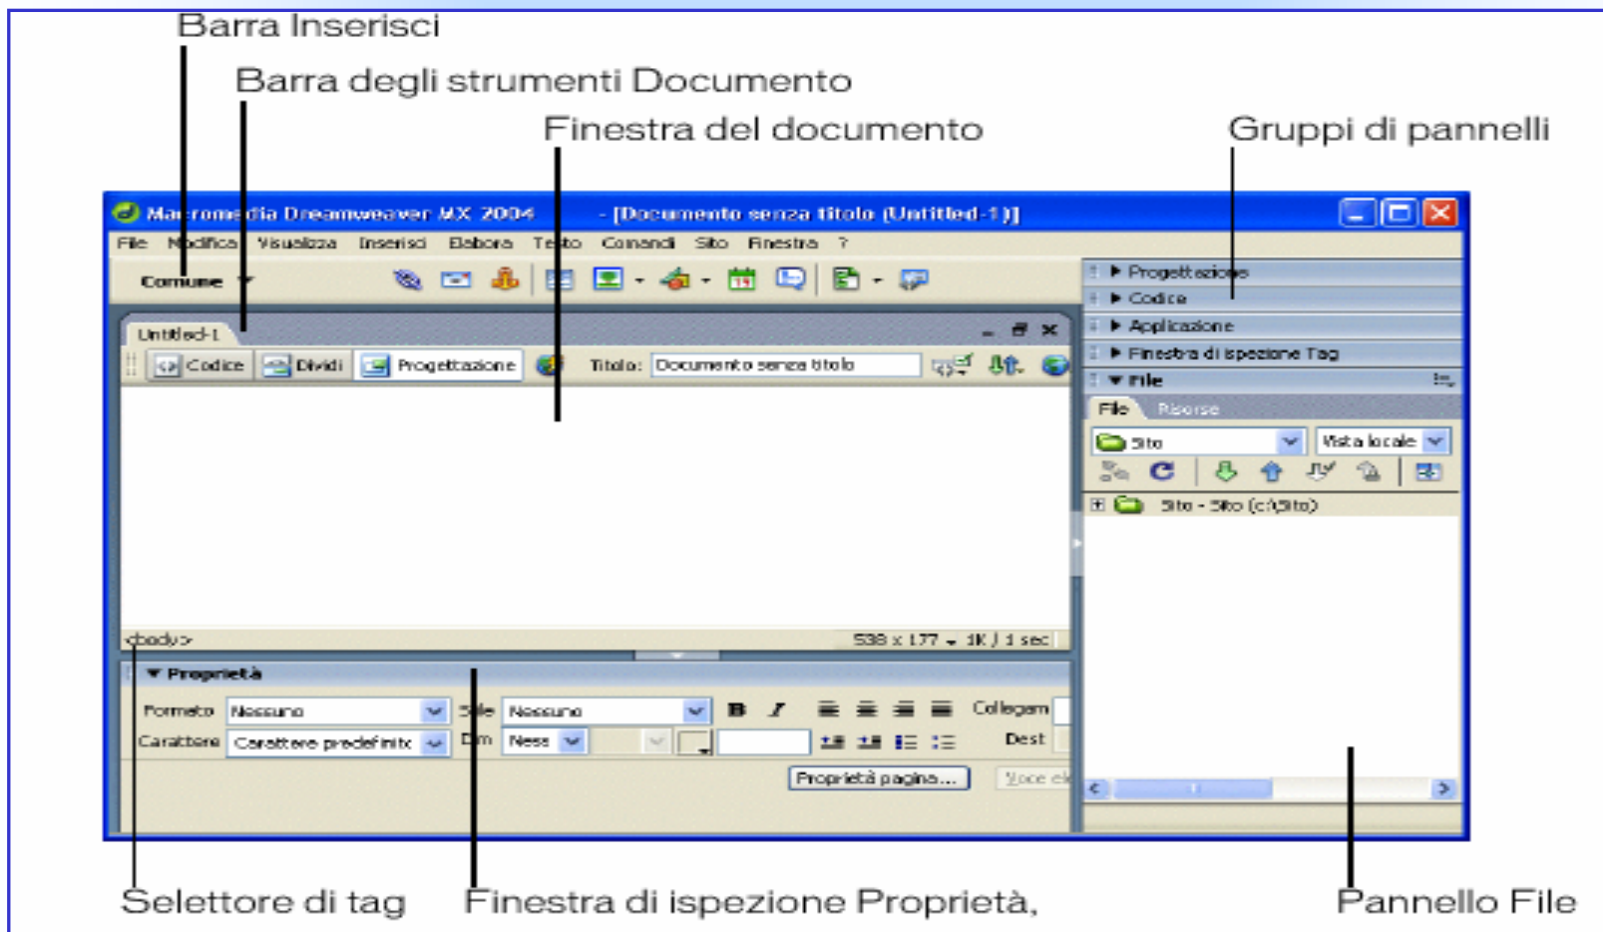 Barra Inserisci
Barra degli strumenti Documento
Finestra del documento
Gruppi di pannelli
Macromedia Dreamweaver MX 2004 - [Documento senza titolo (Untitled-1)]
File Modifica Visualizza Inserisci Elabora Testo Comandi Sito Finestra ?
Comune
Progettazione
Codice
Applicazione
Finestra di ispezione Tag
File
File Risorse
Sito Vista locale
Sito - Sito (c:\Sito)
Untitled-1
Codice Dividi Progettazione Titolo: Documento senza titolo
<body>
538 x 177 1K / 1 sec
Proprietà
Formato Nessuno Stile Nessuno B I Collegam
Carattere Carattere predefinito Dim Ness Dest
Proprietà pagina... Voce ele
Selettore di tag
Finestra di ispezione Proprietà,
Pannello File